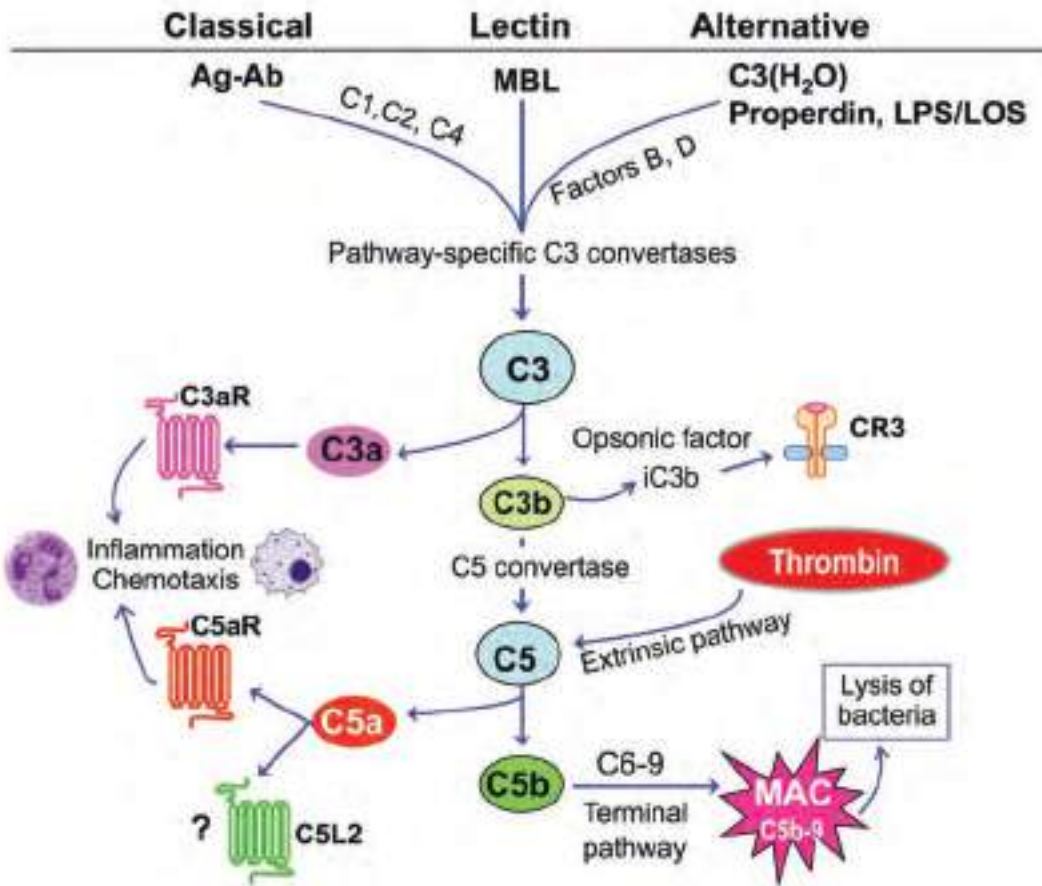 Classical Lectin Alternative
Ag-Ab
MBL
C3(H₂O)
Properdin, LPS/LOS
C1,C2, C4
Factors B, D
Pathway-specific C3 convertases
C3
C3aR
C3a
Opsonic factor
iC3b
CR3
C3b
Inflammation
Chemotaxis
C5 convertase
Thrombin
C5aR
C5
Extrinsic pathway
C5a
Lysis of
bacteria
C5b
C6-9
Terminal
pathway
MAC
C5b-9
?
C5L2